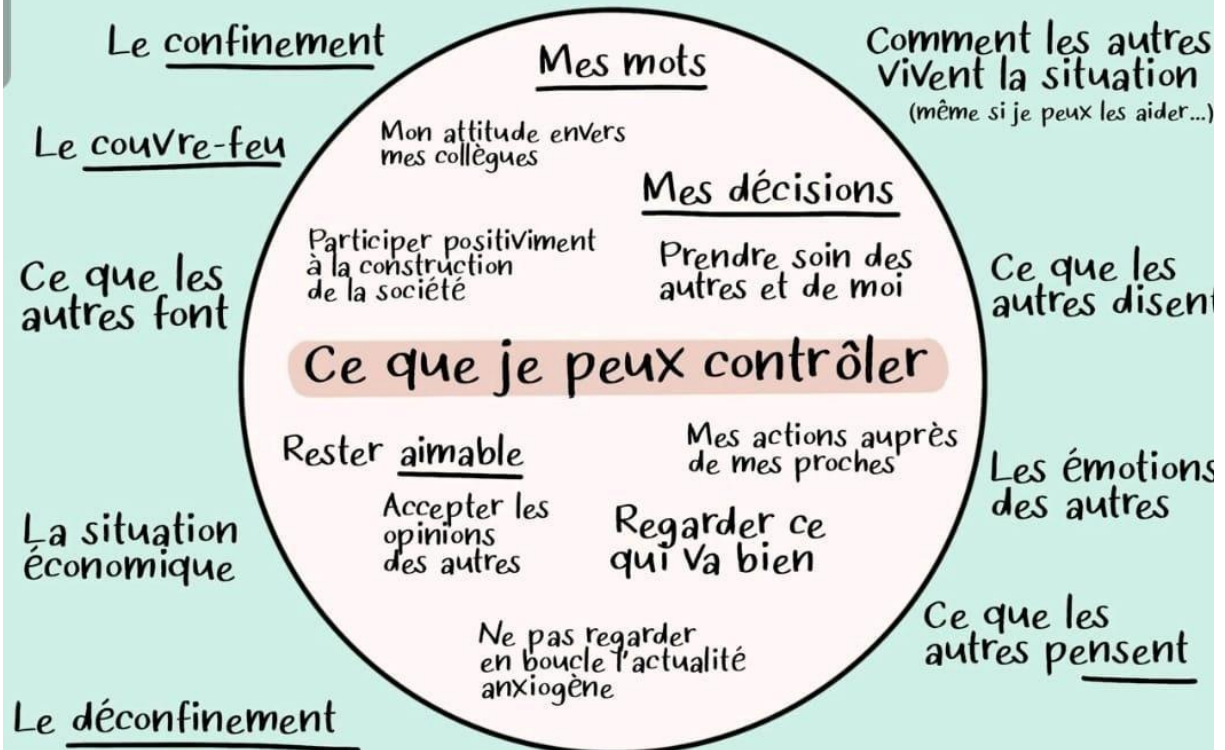 Le confinement
Mes mots
Comment les autres
vivent la situation
(même si je peux les aider...)
Le couvre-feu
Mon attitude envers
mes collègues
Mes décisions
Participer positiviment
à la construction
de la société
Prendre soin des
autres et de moi
Ce que les
autres font
Ce que les
autres disent
Ce que je peux contrôler
Rester aimable
Mes actions auprès
de mes proches
Les émotions
des autres
Accepter les
opinions
des autres
Regarder ce
qui va bien
La situation
économique
Ne pas regarder
en boucle l'actualité
anxiogène
Ce que les
autres pensent
Le déconfinement